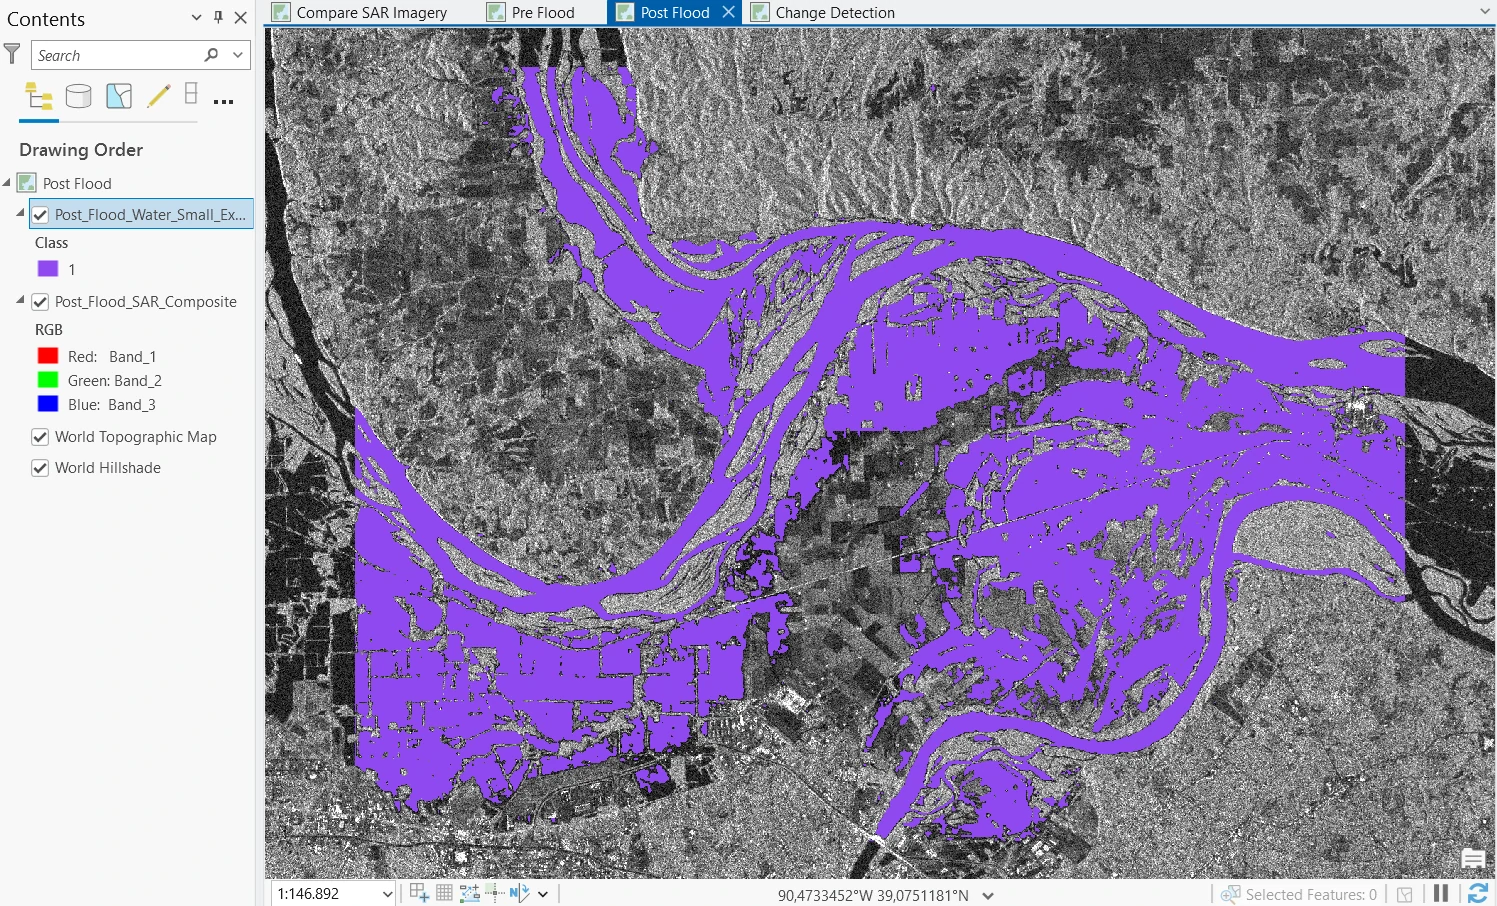 Contents
Search
Drawing Order
Post Flood
Post_Flood_Water_Small_Ex...
Class
1
Post_Flood_SAR_Composite
RGB
Red: Band_1
Green: Band_2
Blue: Band_3
World Topographic Map
World Hillshade
Compare SAR Imagery
Pre Flood
Post Flood
Change Detection
1:146.892
90,4733452°W 39,0751181°N
Selected Features: 0